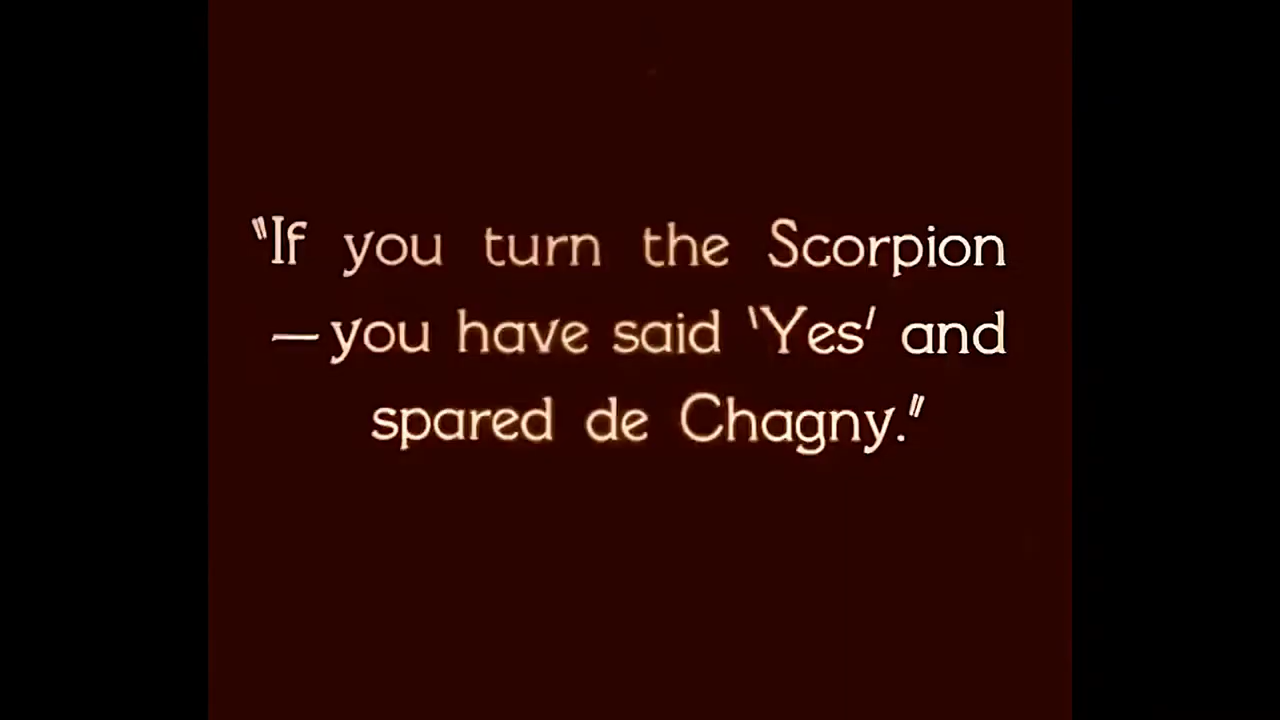 "If you turn the Scorpion
—you have said 'Yes' and
spared de Chagny."